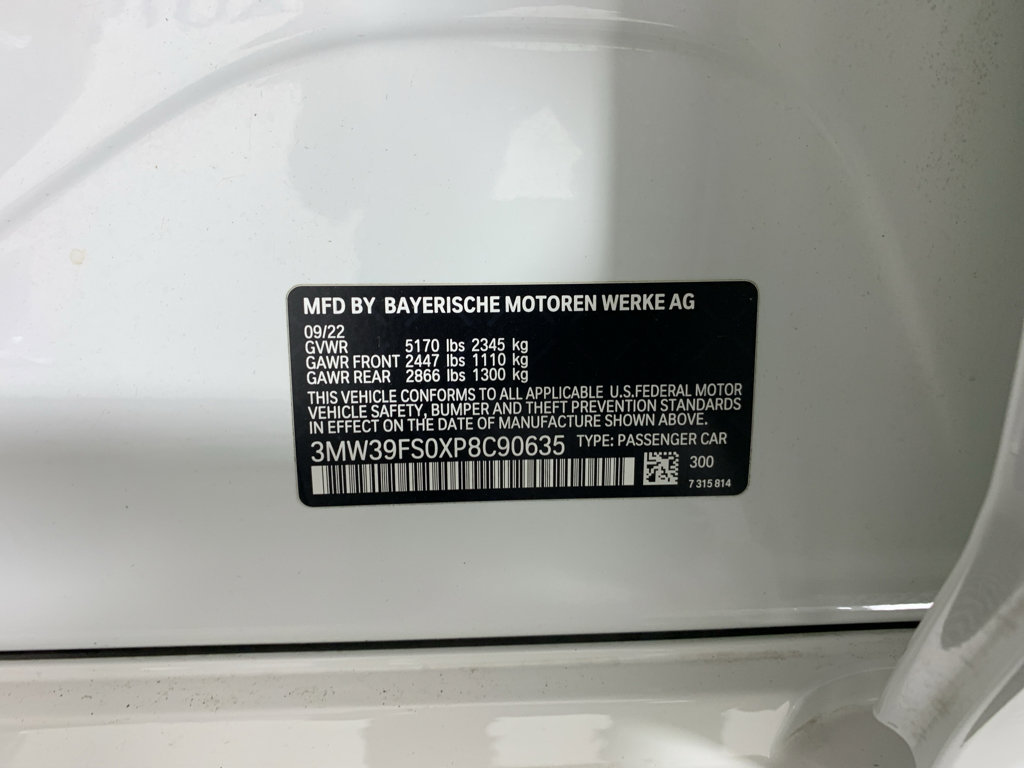 MFD BY BAYERISCHE MOTOREN WERKE AG
09/22
GVWR 5170 lbs 2345 kg
GAWR FRONT 2447 lbs 1110 kg
GAWR REAR 2866 lbs 1300 kg
THIS VEHICLE CONFORMS TO ALL APPLICABLE U.S.FEDERAL MOTOR
VEHICLE SAFETY, BUMPER AND THEFT PREVENTION STANDARDS
IN EFFECT ON THE DATE OF MANUFACTURE SHOWN ABOVE.
3MW39FS0XP8C90635 TYPE: PASSENGER CAR
300
7 315 814